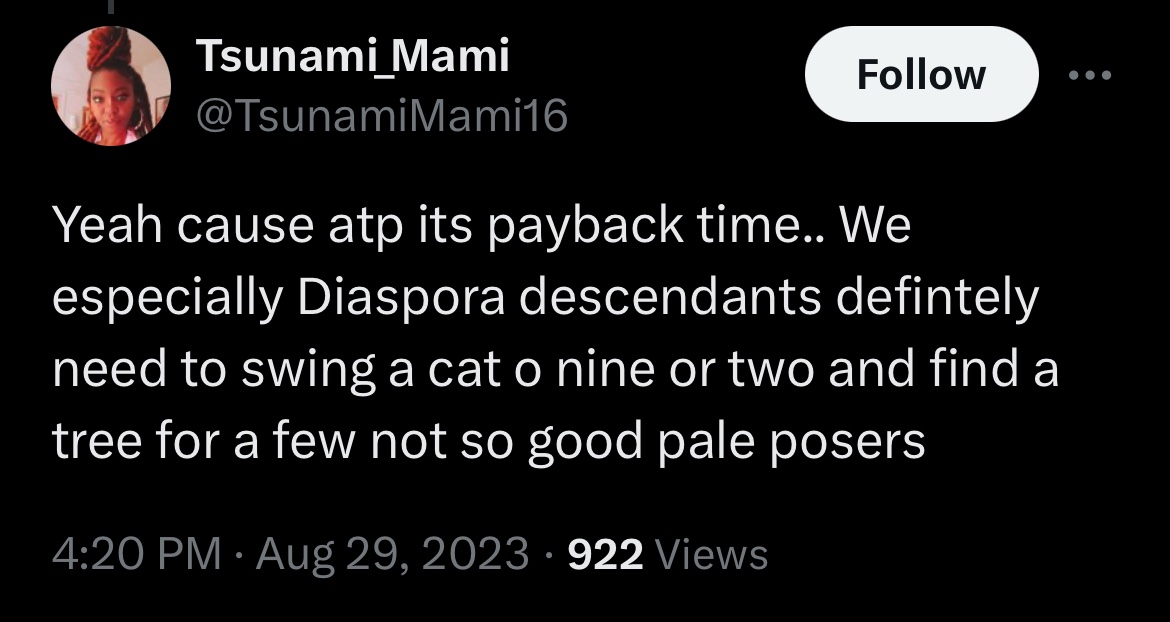 Tsunami_Mami
@TsunamiMami16
Follow
Yeah cause atp its payback time.. We
especially Diaspora descendants defintely
need to swing a cat o nine or two and find a
tree for a few not so good pale posers
4:20 PM · Aug 29, 2023 · 922 Views